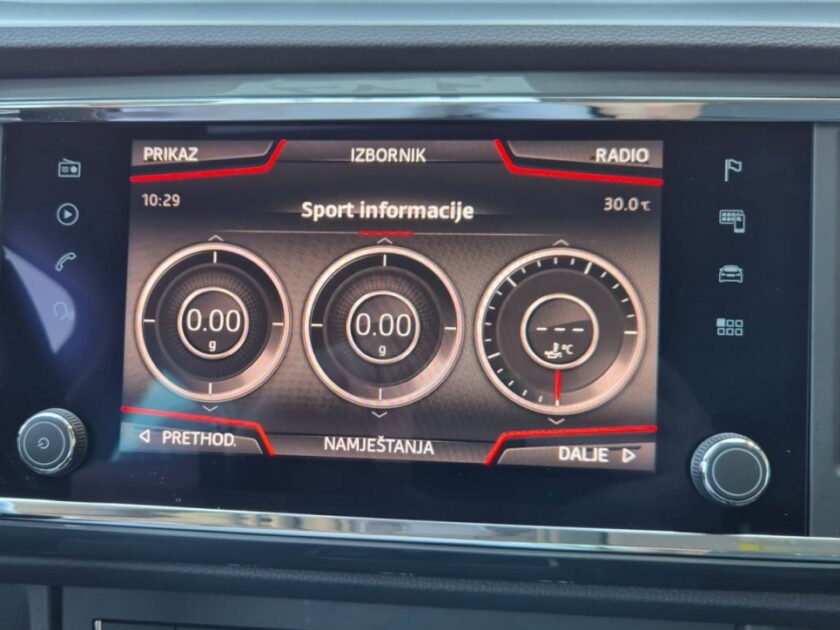 PRIKAZ
IZBORNIK
RADIO
10:29
Sport informacije
30.0°C
0.00
g
0.00
g
---
°C
PRETHOD.
NAMJEŠTANJA
DALJE